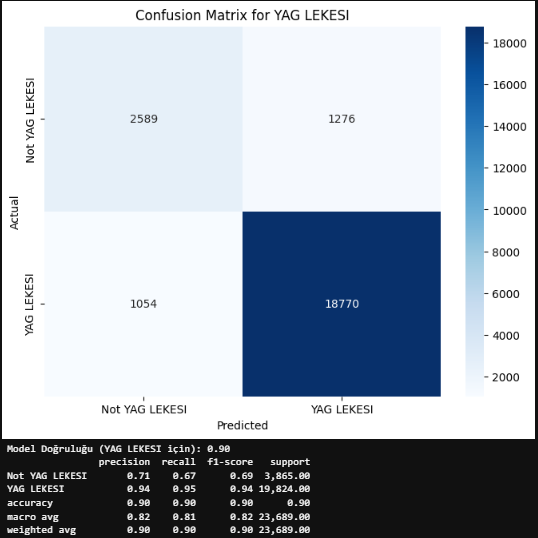 Confusion Matrix for YAG LEKESI
Not YAG LEKESI
YAG LEKESI
Actual
2589 1276
1054 18770
Not YAG LEKESI YAG LEKESI
Predicted
18000
16000
14000
12000
10000
8000
6000
4000
2000
Model Doğruluğu (YAG LEKESI için): 0.90
precision recall f1-score support
Not YAG LEKESI 0.71 0.67 0.69 3,865.00
YAG LEKESI 0.94 0.95 0.94 19,824.00
accuracy 0.90 0.90 0.90 0.90
macro avg 0.82 0.81 0.82 23,689.00
weighted avg 0.90 0.90 0.90 23,689.00